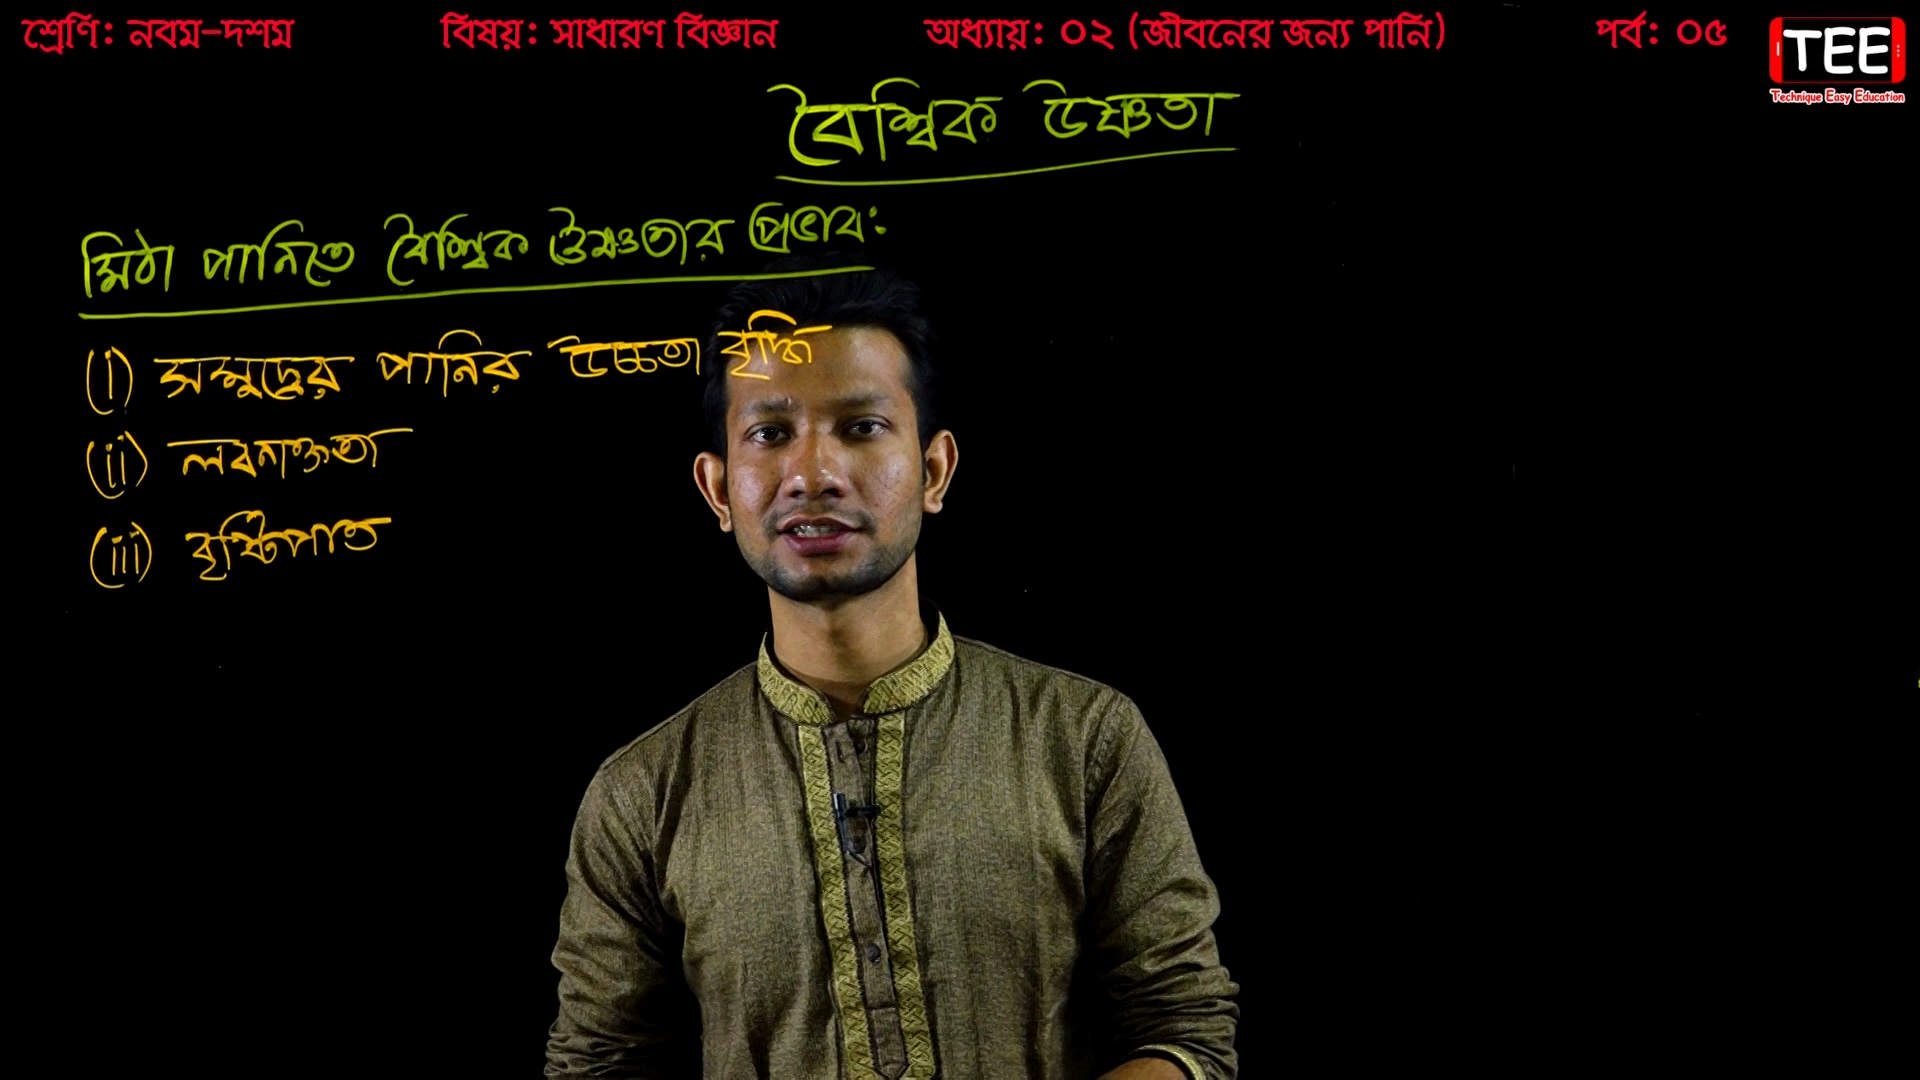 শ্রেণি: নবম-দশম বিষয়: সাধারণ বিজ্ঞান অধ্যায়: ০২ (জীবনের জন্য পানি) পর্ব: ০৫
TEE
Technique Easy Education
বৈশ্বিক উষ্ণতা
মিঠা পানিতে বৈশ্বিক উষ্ণতার প্রভাব:
(i) সমুদ্রের পানির উচ্চতা বৃদ্ধি
(ii) লবনাক্ততা
(iii) বৃষ্টিপাত